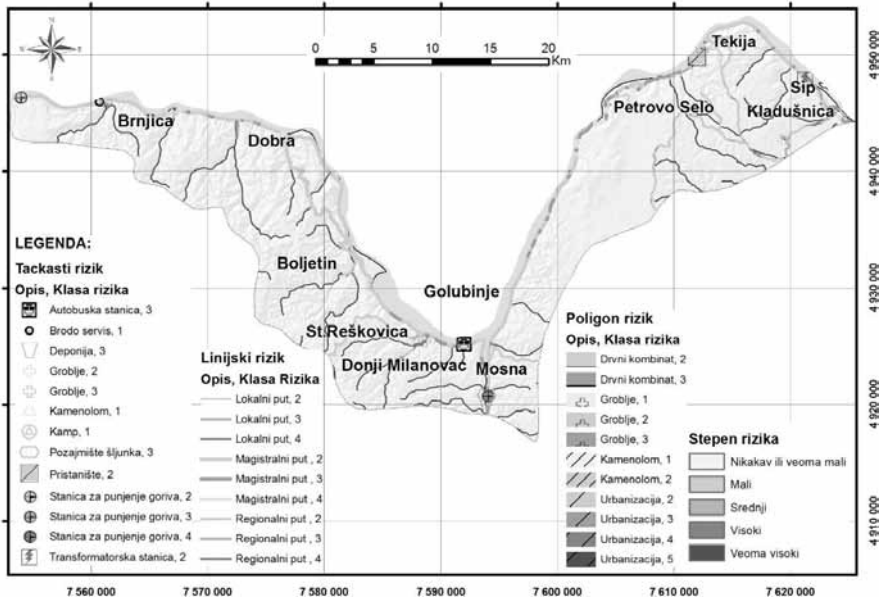 N
0 5 10 15 20
Km
4 950 000
4 940 000
4 930 000
4 920 000
4 910 000
Tekija
Sip
Petrovo Selo
Kladušnica
Brnjica
Dobra
Boljetin
Golubinje
St.Reškovica
Donji Milanovac
Mosna
LEGENDA:
Tackasti rizik
Opis, Klasa rizika
Autobuska stanica, 3
Brodo servis, 1
Deponija, 3
Groblje, 2
Groblje, 3
Kamenolom, 1
Kamp, 1
Pozajmište šljunka, 3
Pristanište, 2
Stanica za punjenje goriva, 2
Stanica za punjenje goriva, 3
Stanica za punjenje goriva, 4
Transformatorska stanica, 2
Linijski rizik
Opis, Klasa Rizika
Lokalni put, 2
Lokalni put, 3
Lokalni put, 4
Magistralni put , 2
Magistralni put , 3
Magistralni put , 4
Regionalni put , 2
Regionalni put , 3
Regionalni put , 4
Poligon rizik
Opis, Klasa rizika
Drvni kombinat, 2
Drvni kombinat, 3
Groblje, 1
Groblje, 2
Groblje, 3
Kamenolom, 1
Kamenolom, 2
Urbanizacija, 2
Urbanizacija, 3
Urbanizacija, 4
Urbanizacija, 5
Stepen rizika
Nikakav ili veoma mali
Mali
Srednji
Visoki
Veoma visoki
7 560 000 7 570 000 7 580 000 7 590 000 7 600 000 7 610 000 7 620 000